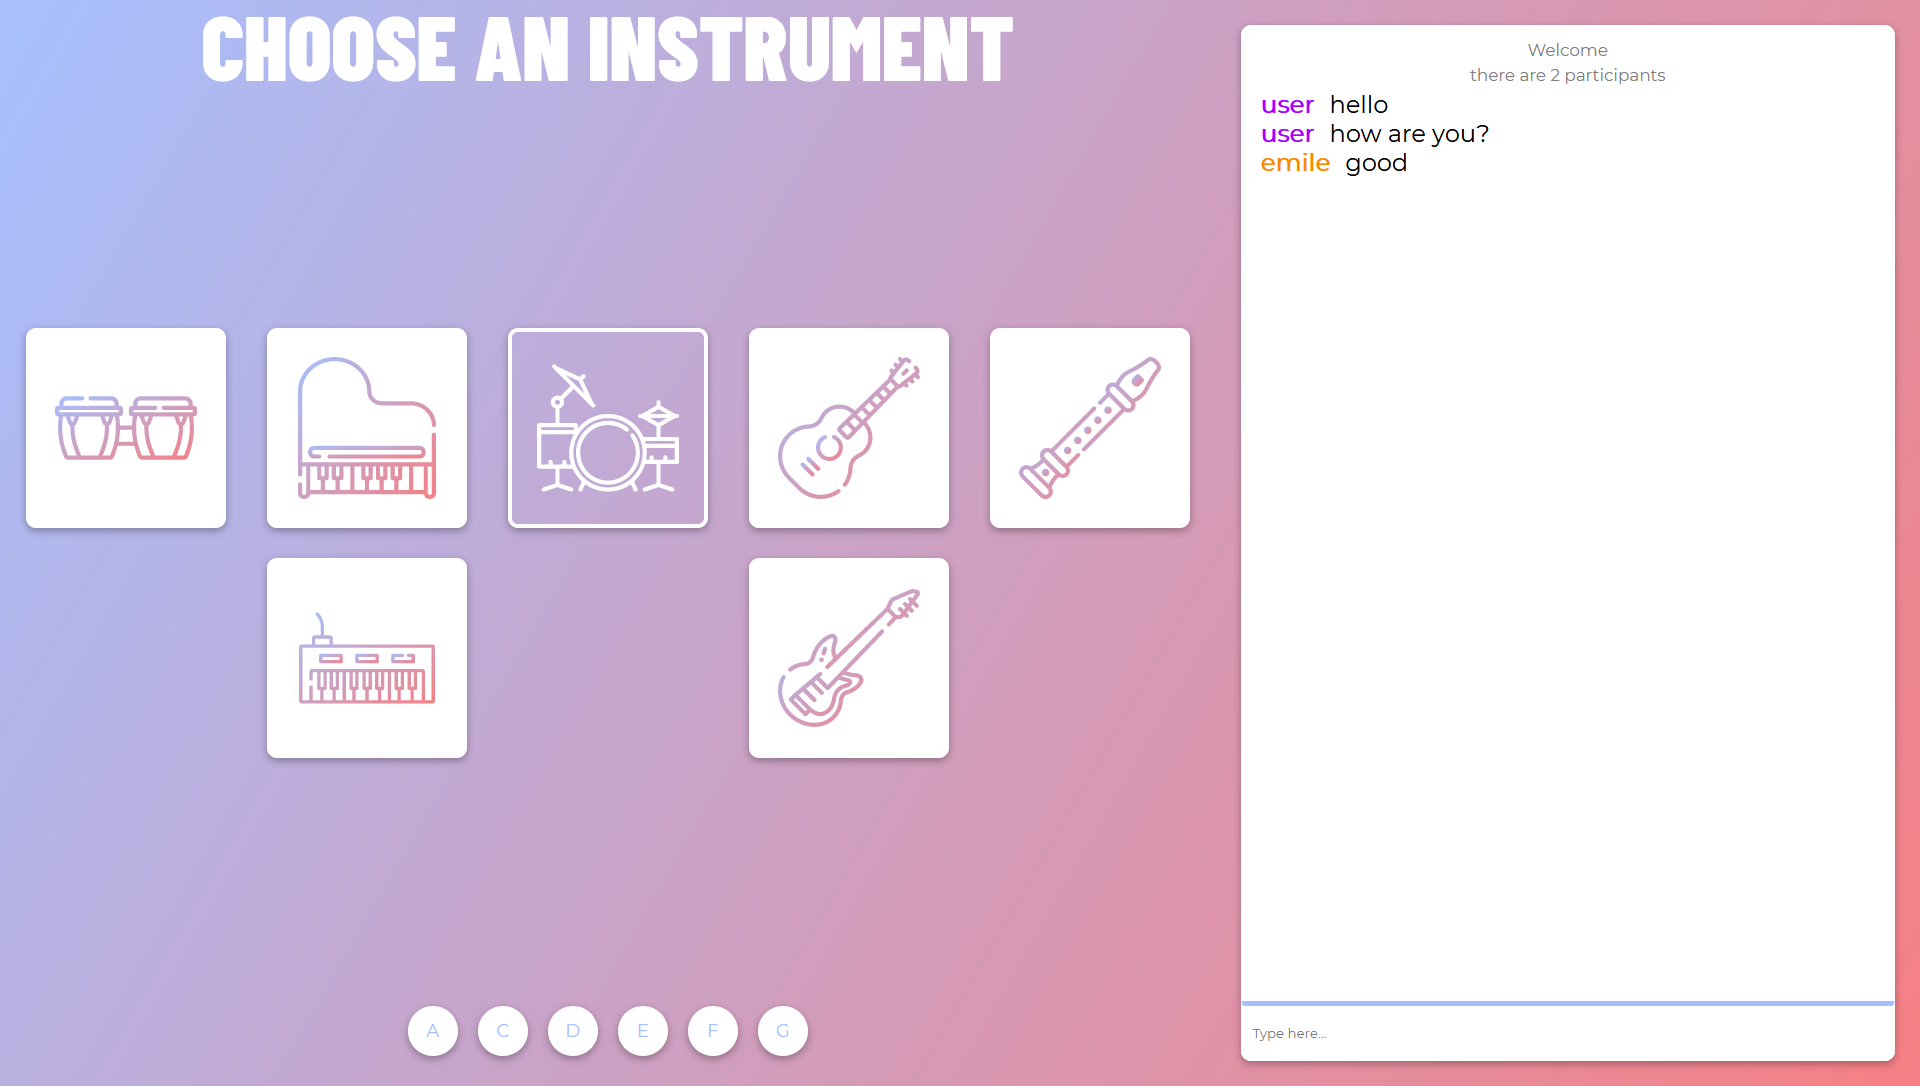 CHOOSE AN INSTRUMENT
A C D E F G
Welcome
there are 2 participants
user hello
user how are you?
emile good
Type here...